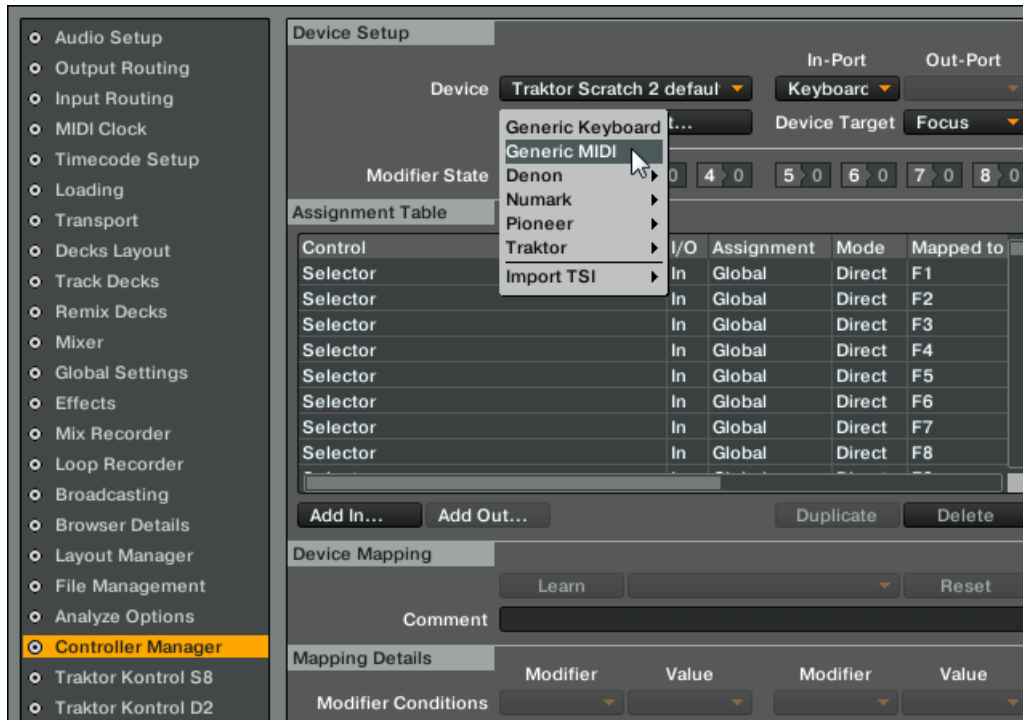 Audio Setup
Output Routing
Input Routing
MIDI Clock
Timecode Setup
Loading
Transport
Decks Layout
Track Decks
Remix Decks
Mixer
Global Settings
Effects
Mix Recorder
Loop Recorder
Broadcasting
Browser Details
Layout Manager
File Management
Analyze Options
Controller Manager
Traktor Kontrol S8
Traktor Kontrol D2
Device Setup
In-Port Out-Port
Device Traktor Scratch 2 defaul Keyboarc
t... Device Target Focus
Generic Keyboard
Generic MIDI
Denon
Numark
Pioneer
Traktor
Import TSI
Modifier State 0 4 0 5 0 6 0 7 0 8 0
Assignment Table
Control I/O Assignment Mode Mapped to
Selector In Global Direct F1
Selector In Global Direct F2
Selector In Global Direct F3
Selector In Global Direct F4
Selector In Global Direct F5
Selector In Global Direct F6
Selector In Global Direct F7
Selector In Global Direct F8
Add In... Add Out... Duplicate Delete
Device Mapping
Learn Reset
Comment
Mapping Details
Modifier Value Modifier Value
Modifier Conditions